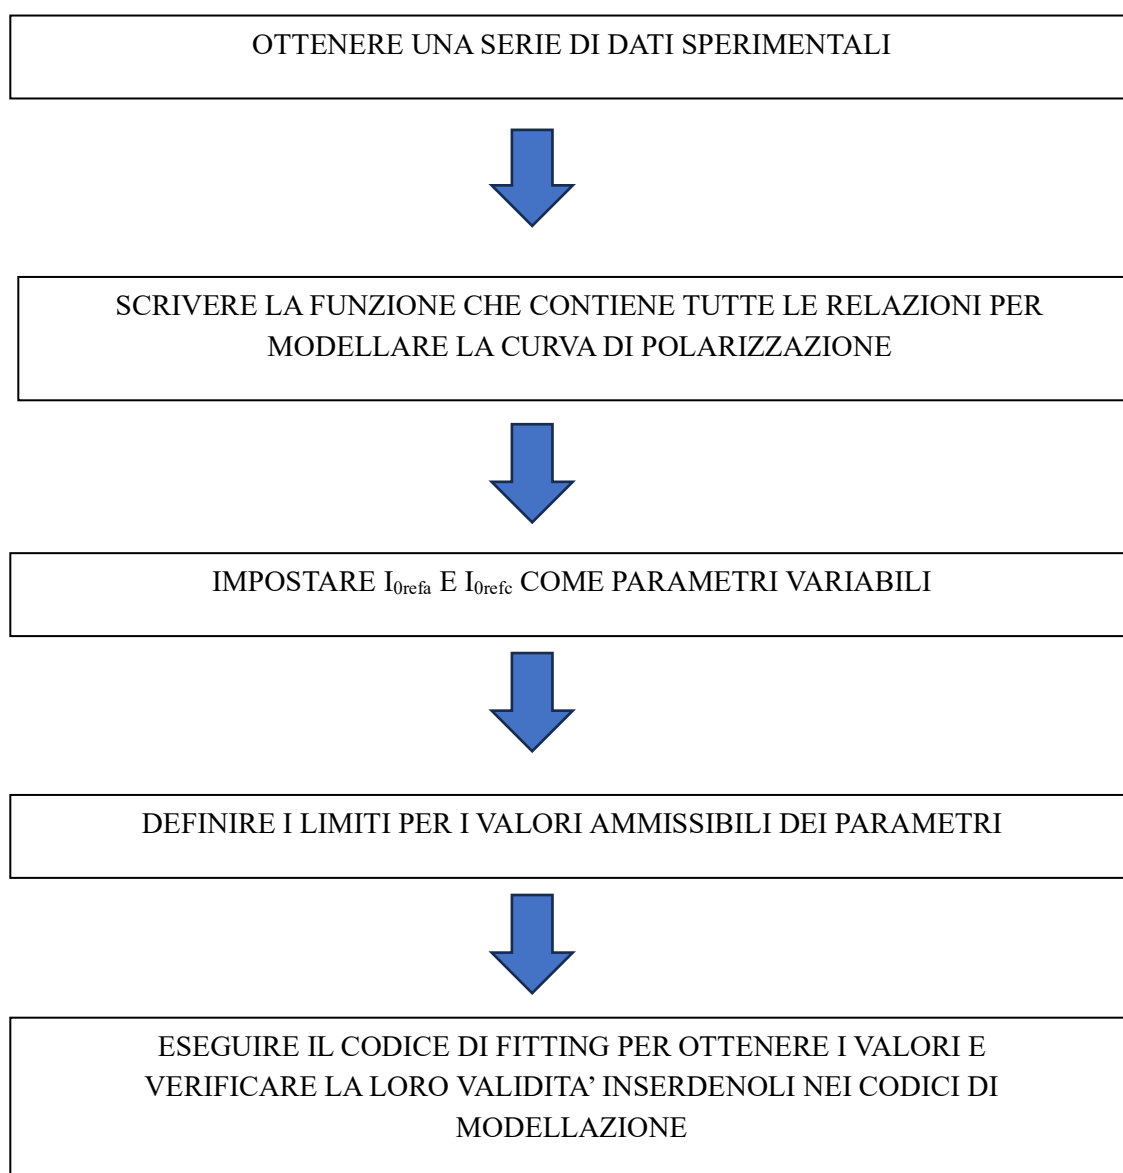 OTTENERE UNA SERIE DI DATI SPERIMENTALI
SCRIVERE LA FUNZIONE CHE CONTIENE TUTTE LE RELAZIONI PER
MODELLARE LA CURVA DI POLARIZZAZIONE
IMPOSTARE I0refa E I0refc COME PARAMETRI VARIABILI
DEFINIRE I LIMITI PER I VALORI AMMISSIBILI DEI PARAMETRI
ESEGUIRE IL CODICE DI FITTING PER OTTENERE I VALORI E
VERIFICARE LA LORO VALIDITA’ INSERDENOLI NEI CODICI DI
MODELLAZIONE